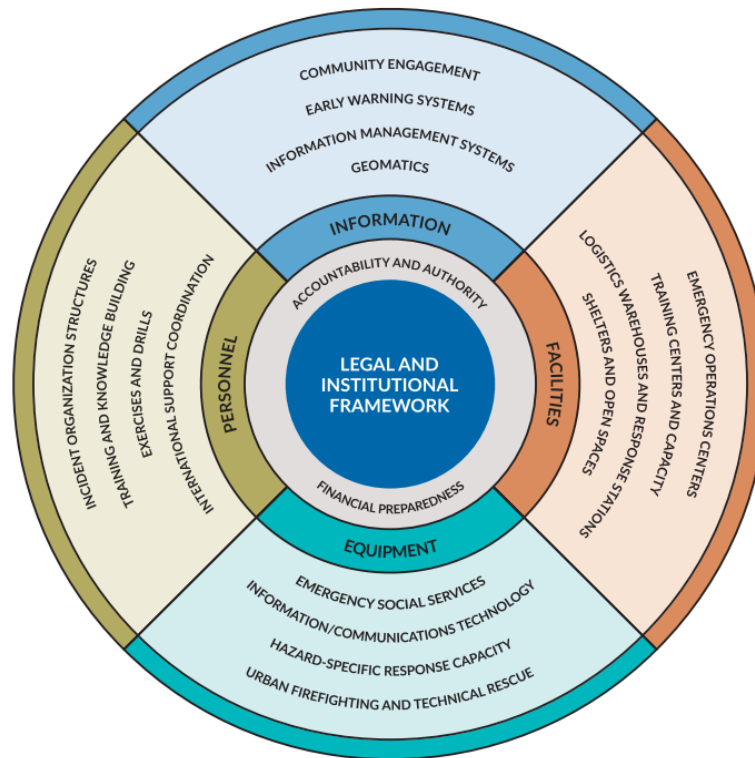 COMMUNITY ENGAGEMENT
EARLY WARNING SYSTEMS
INFORMATION MANAGEMENT SYSTEMS
GEOMATICS
INFORMATION
ACCOUNTABILITY AND AUTHORITY
LEGAL AND
INSTITUTIONAL
FRAMEWORK
FINANCIAL PREPAREDNESS
PERSONNEL
INCIDENT ORGANIZATION STRUCTURES
TRAINING AND KNOWLEDGE BUILDING
EXERCISES AND DRILLS
INTERNATIONAL SUPPORT COORDINATION
FACILITIES
EMERGENCY OPERATIONS CENTERS
TRAINING CENTERS AND CAPACITY
LOGISTICS WAREHOUSES AND RESPONSE STATIONS
SHELTERS AND OPEN SPACES
EQUIPMENT
EMERGENCY SOCIAL SERVICES
INFORMATION/COMMUNICATIONS TECHNOLOGY
HAZARD-SPECIFIC RESPONSE CAPACITY
URBAN FIREFIGHTING AND TECHNICAL RESCUE